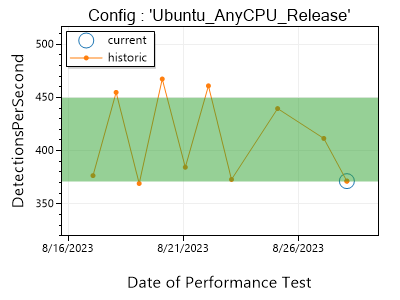 Config : 'Ubuntu_AnyCPU_Release'
current
historic
DetectionsPerSecond
500
450
400
350
8/16/2023
8/21/2023
8/26/2023
Date of Performance Test